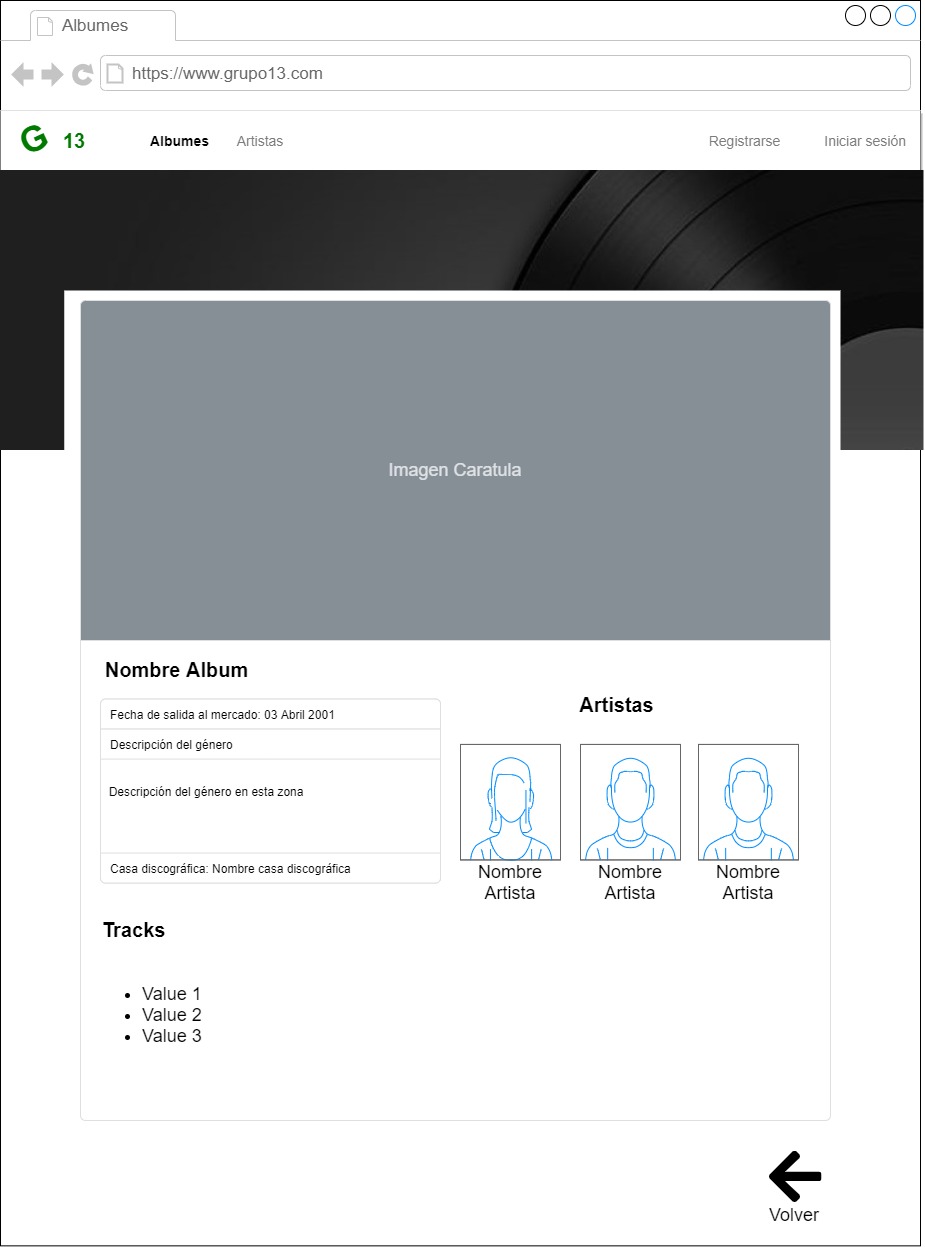 Albumes
https://www.grupo13.com
G 13 Albumes Artistas Registrarse Iniciar sesión
Imagen Caratula
Nombre Album
Fecha de salida al mercado: 03 Abril 2001
Descripción del género
Descripción del género en esta zona
Casa discográfica: Nombre casa discográfica
Artistas
Nombre
Artista
Nombre
Artista
Nombre
Artista
Tracks
Value 1
Value 2
Value 3
Volver